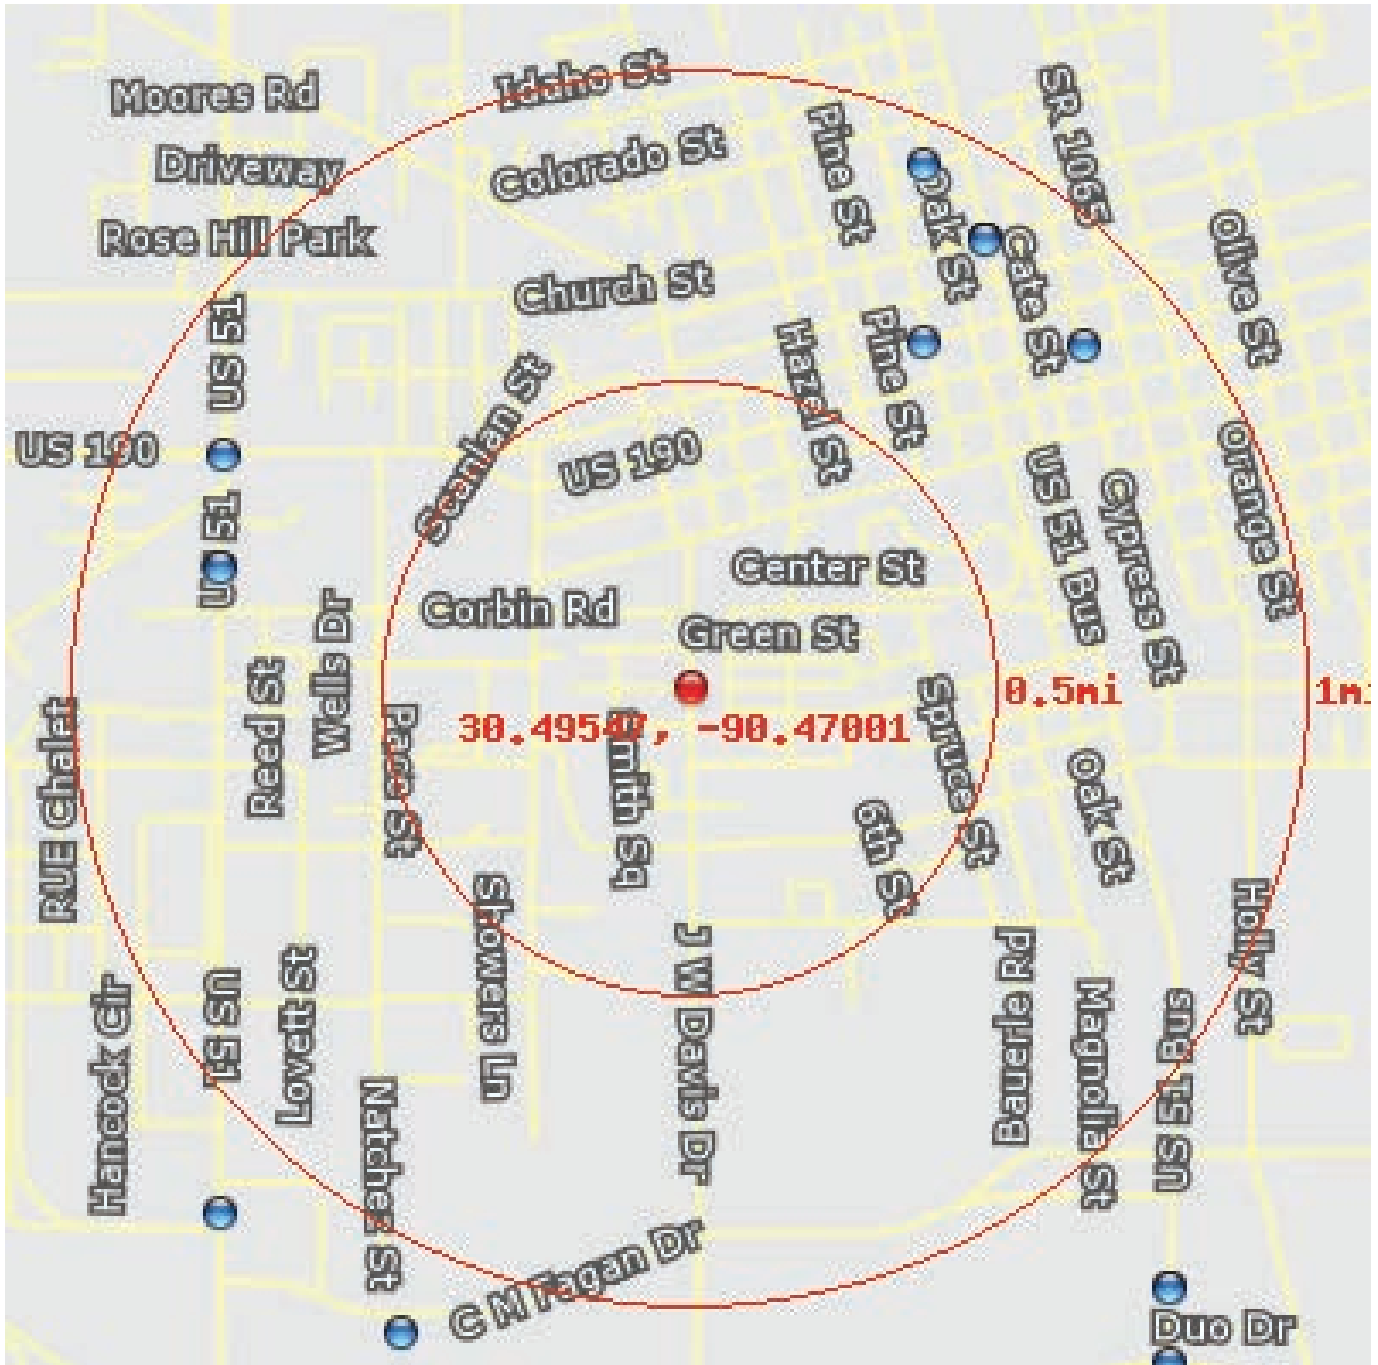 Moores Rd
Idaho St
SR 1065
Driveway
Colorado St
Pine St
Oak St
Rose Hill Park
Church St
Cate St
Olive St
US 51
Scanlan St
Hazel St
Pine St
US 190
US 190
US 51 Bus
Cypress St
Orange St
US 51
Center St
Corbin Rd
Green St
Wells Dr
Reed St
0.5mi
1mi
30.49547, -90.47001
RUE Chalet
Pace St
Smith Sq
Spruce St
Oak St
6th St
Showers Ln
Holly St
J W Davis Dr
Bauerle Rd
Hancock Cir
US 51
Lovett St
Magnolia St
US 51 Bus
Natchez St
C M Fagan Dr
Duo Dr